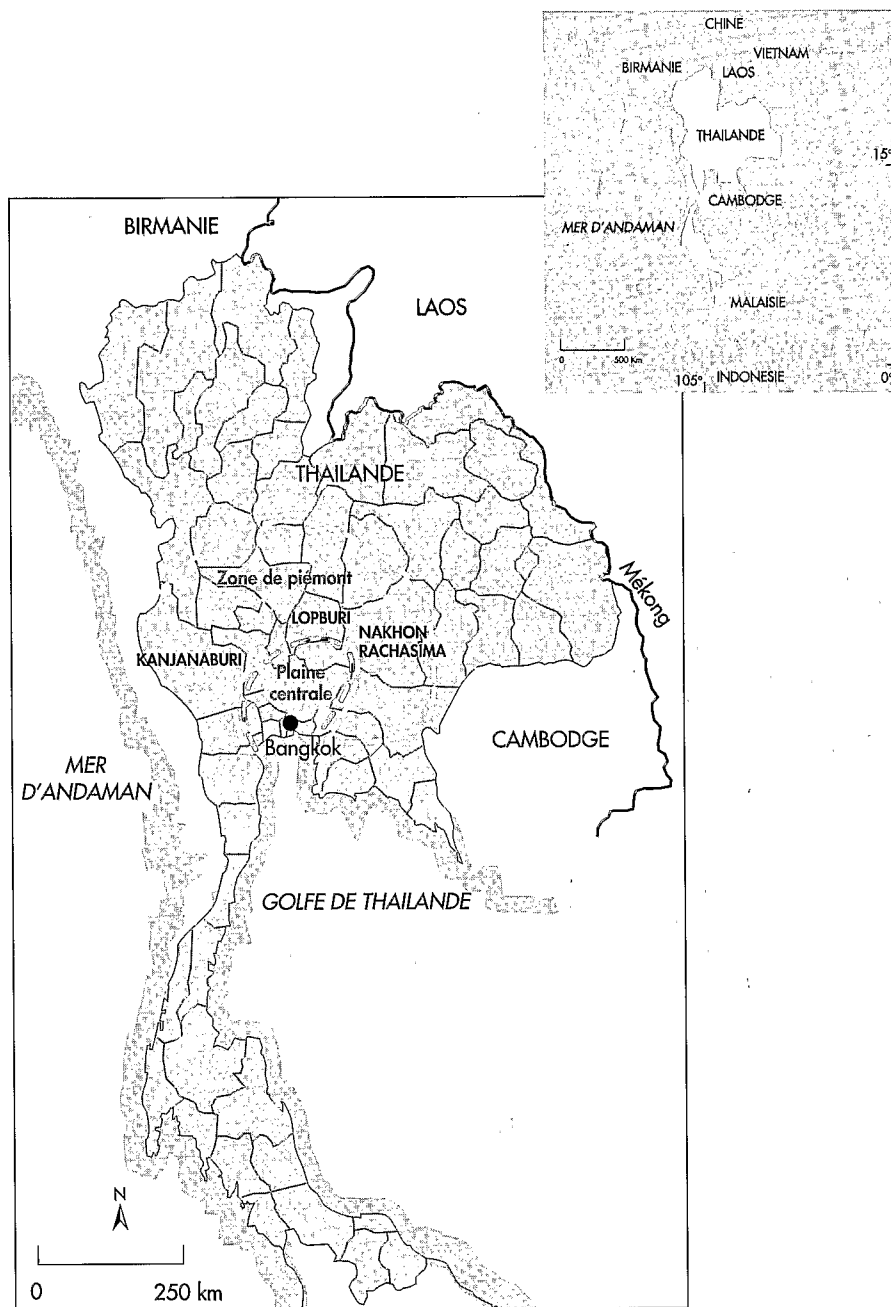 CHINE
VIETNAM
BIRMANIE
LAOS
THAILANDE
15°
CAMBODGE
MER D'ANDAMAN
MALAISIE
0 500 Km
105°
INDONESIE
0°
BIRMANIE
LAOS
THAILANDE
Mékong
Zone de piémont
LOPBURI
NAKHON
RACHASIMA
KANJANABURI
Plaine
centrale
Bangkok
CAMBODGE
MER
D'ANDAMAN
GOLFE DE THAILANDE
N
0 250 km